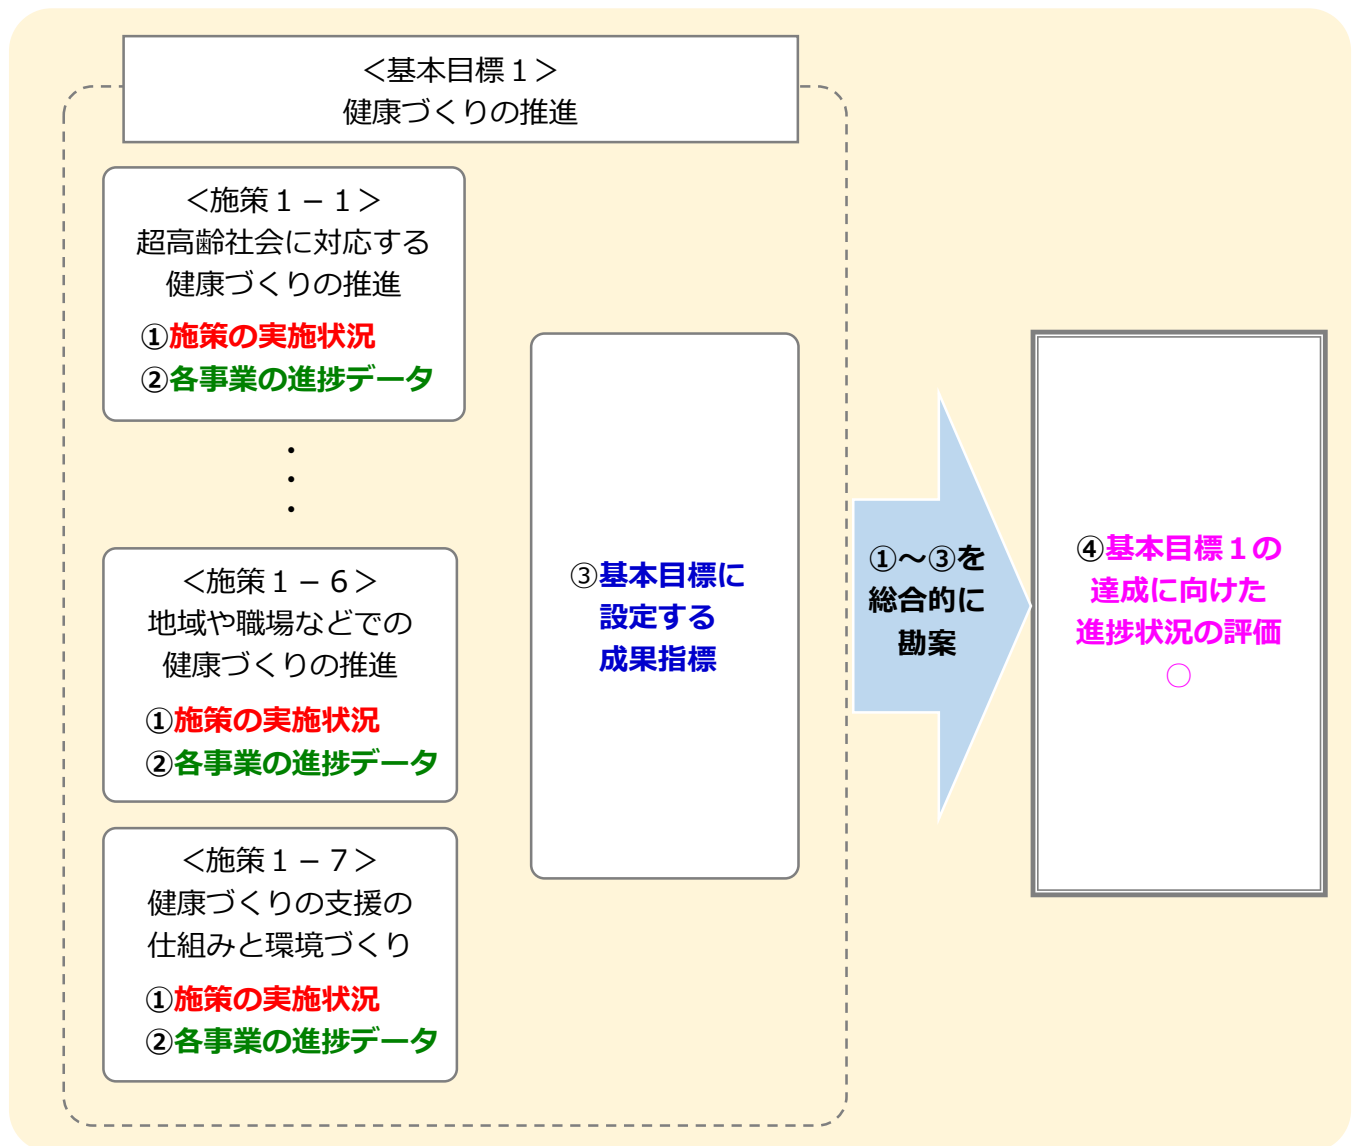 ＜基本目標１＞
健康づくりの推進
＜施策１－１＞
超高齢社会に対応する
健康づくりの推進
①施策の実施状況
②各事業の進捗データ
・
・
・
＜施策１－６＞
地域や職場などでの
健康づくりの推進
①施策の実施状況
②各事業の進捗データ
＜施策１－７＞
健康づくりの支援の
仕組みと環境づくり
①施策の実施状況
②各事業の進捗データ
③基本目標に
設定する
成果指標
①～③を
総合的に
勘案
④基本目標１の
達成に向けた
進捗状況の評価
○